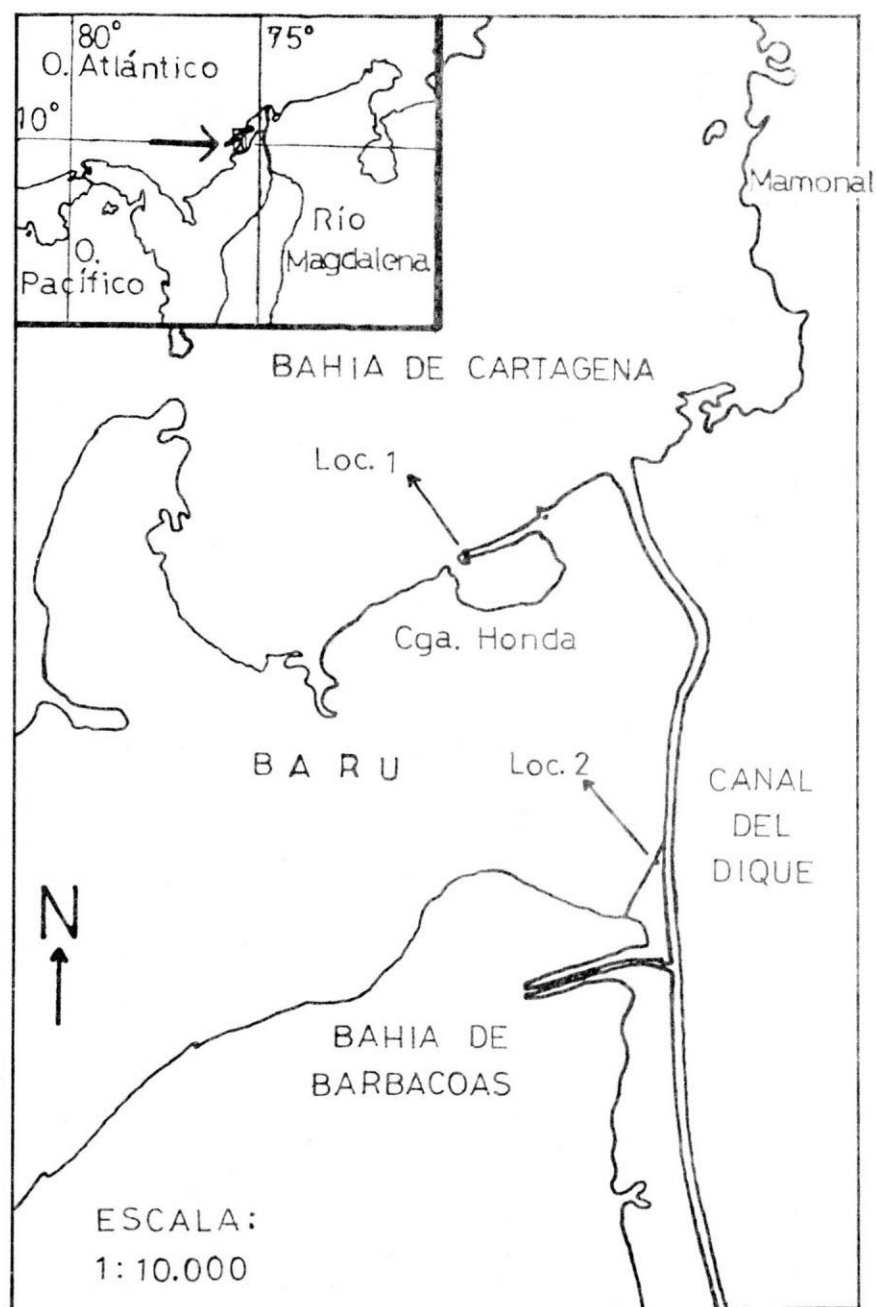 80°
75°
O. Atlántico
10°
Río
Magdalena
O.
Pacífico
Mamonal
BAHIA DE CARTAGENA
Loc. 1
Cga. Honda
BARU
Loc. 2
CANAL
DEL
DIQUE
N
BAHIA DE
BARBACOAS
ESCALA:
1:10.000